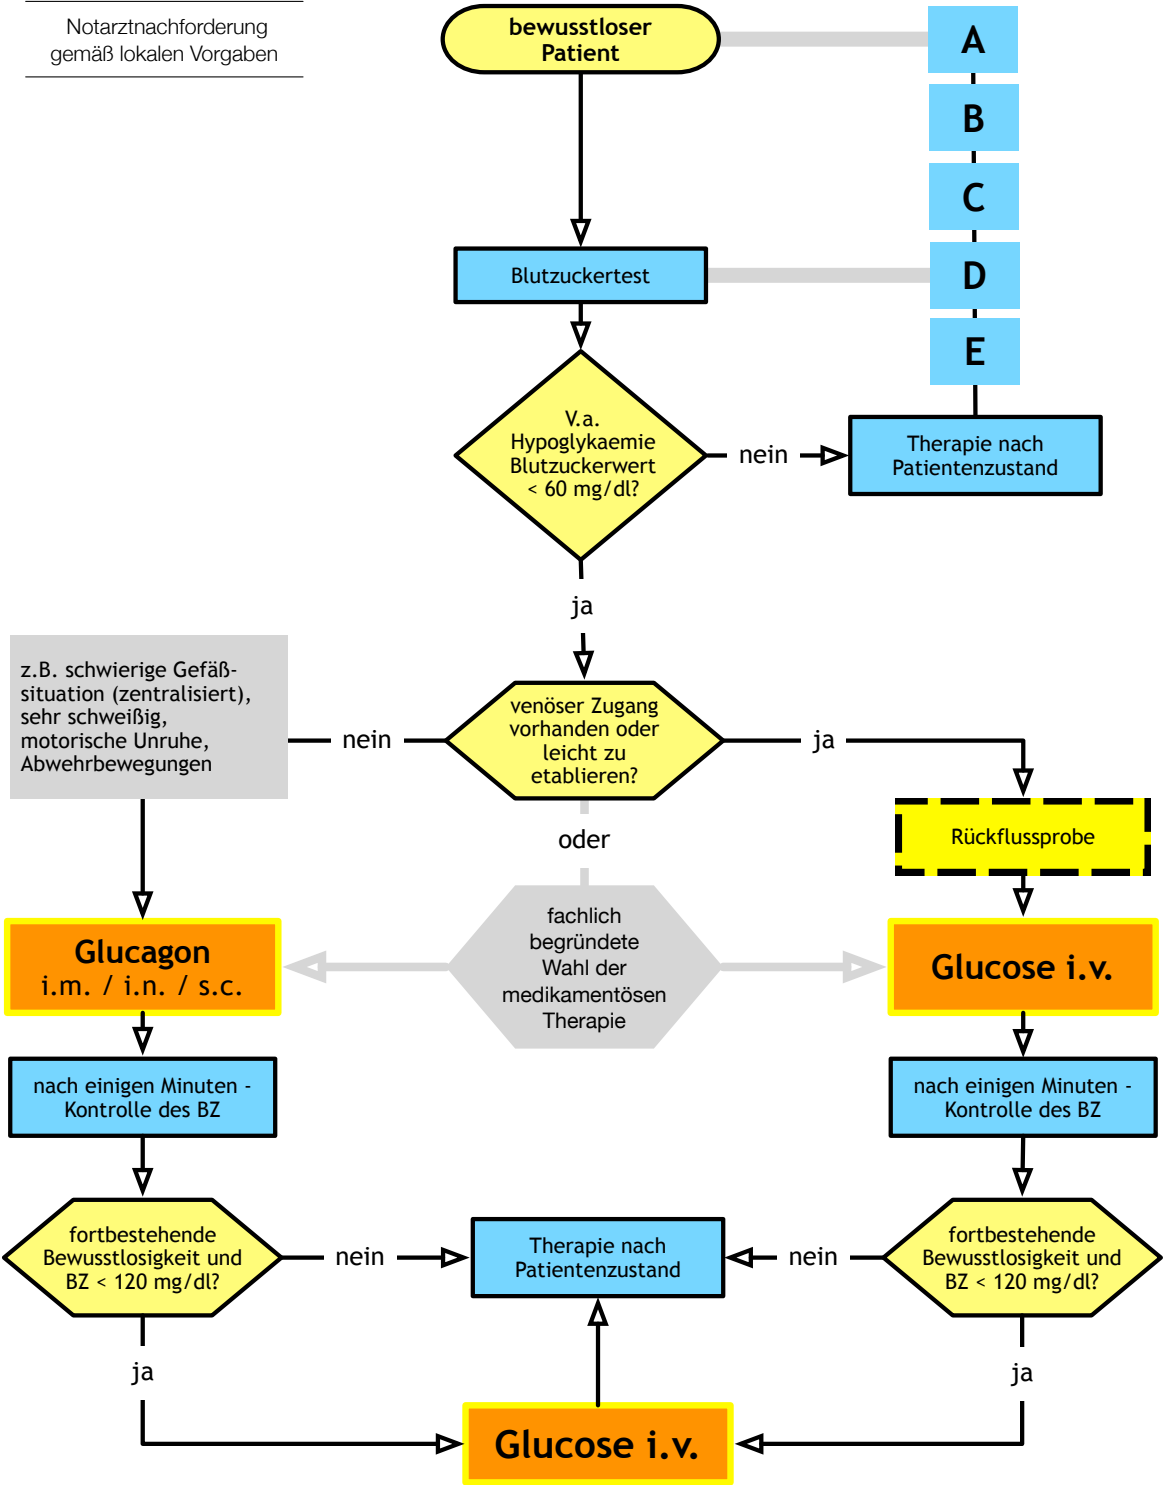 Notarztnachforderung
gemäß lokalen Vorgaben
bewusstloser
Patient
A
B
C
D
E
Blutzuckertest
V.a.
Hypoglykaemie
Blutzuckerwert
< 60 mg/dl?
nein
Therapie nach
Patientenzustand
ja
z.B. schwierige Gefäß-
situation (zentralisiert),
sehr schweißig,
motorische Unruhe,
Abwehrbewegungen
nein
venöser Zugang
vorhanden oder
leicht zu
etablieren?
ja
oder
Rückflussprobe
Glucagon
i.m. / i.n. / s.c.
fachlich
begründete
Wahl der
medikamentösen
Therapie
Glucose i.v.
nach einigen Minuten -
Kontrolle des BZ
nach einigen Minuten -
Kontrolle des BZ
fortbestehende
Bewusstlosigkeit und
BZ < 120 mg/dl?
nein
Therapie nach
Patientenzustand
nein
fortbestehende
Bewusstlosigkeit und
BZ < 120 mg/dl?
ja
ja
Glucose i.v.